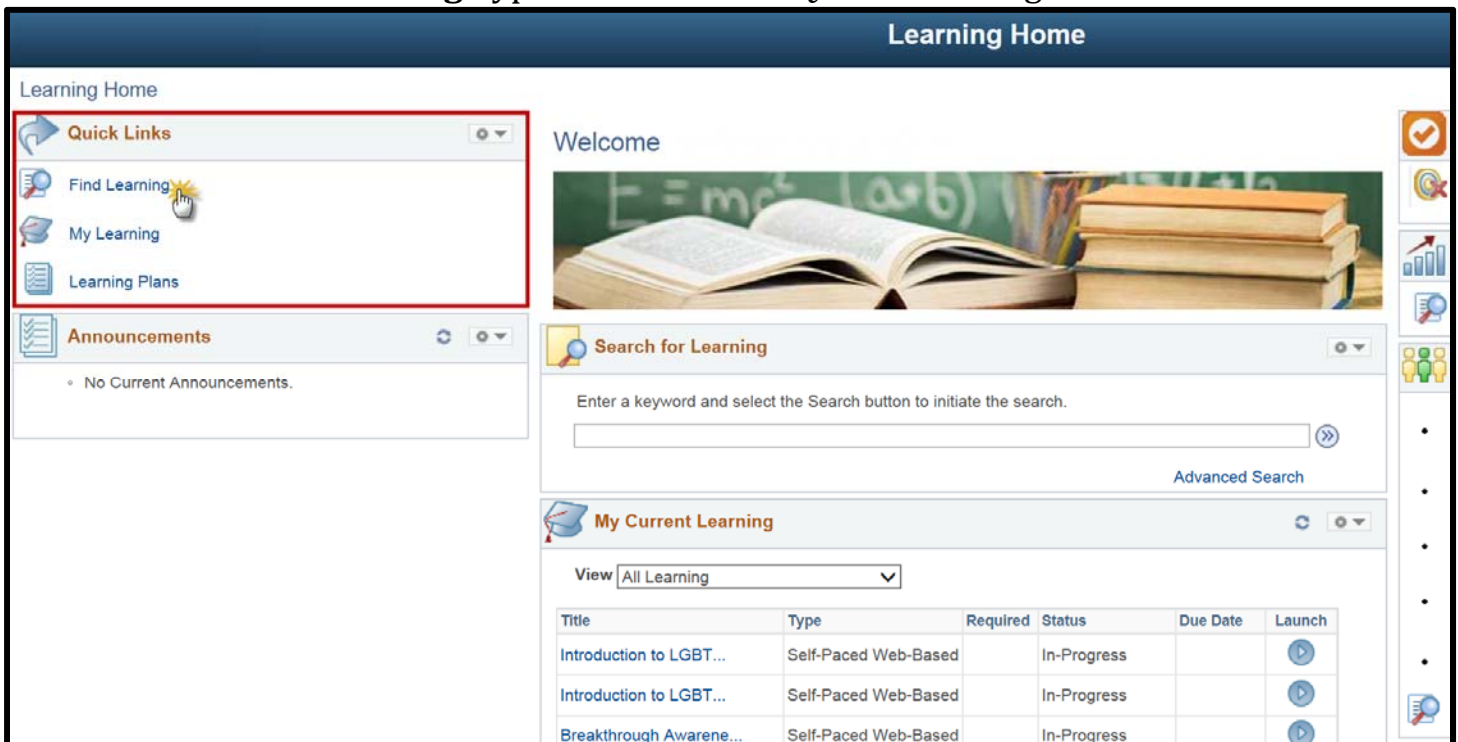 Learning Home
Learning Home
Quick Links
Find Learning
My Learning
Learning Plans
Announcements
No Current Announcements.
Welcome
E = mc² (a+b)
Search for Learning
Enter a keyword and select the Search button to initiate the search.
Advanced Search
My Current Learning
View All Learning
Title Type Required Status Due Date Launch
Introduction to LGBT... Self-Paced Web-Based In-Progress
Introduction to LGBT... Self-Paced Web-Based In-Progress
Breakthrough Awarene... Self-Paced Web-Based In-Progress